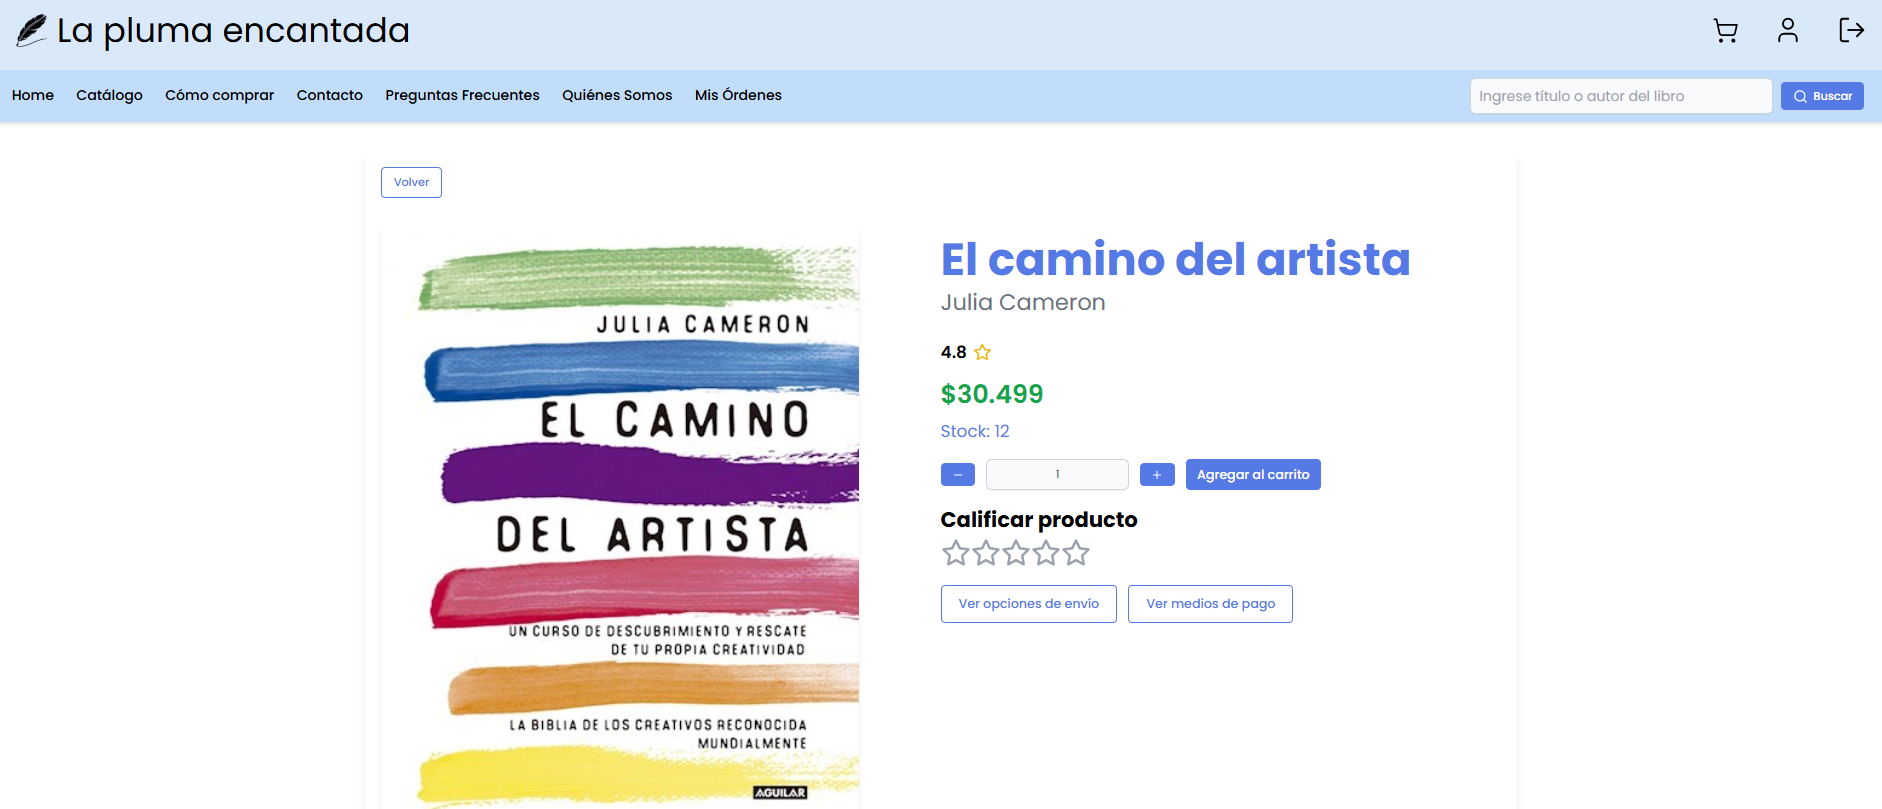 La pluma encantada
Home Catálogo Cómo comprar Contacto Preguntas Frecuentes Quiénes Somos Mis Órdenes Ingrese título o autor del libro Buscar
Volver
JULIA CAMERON
EL CAMINO
DEL ARTISTA
UN CURSO DE DESCUBRIMIENTO Y RESCATE
DE TU PROPIA CREATIVIDAD
LA BIBLIA DE LOS CREATIVOS RECONOCIDA
MUNDIALMENTE
AGUILAR
El camino del artista
Julia Cameron
4.8
$30.499
Stock: 12
− 1 + Agregar al carrito
Calificar producto
Ver opciones de envío Ver medios de pago